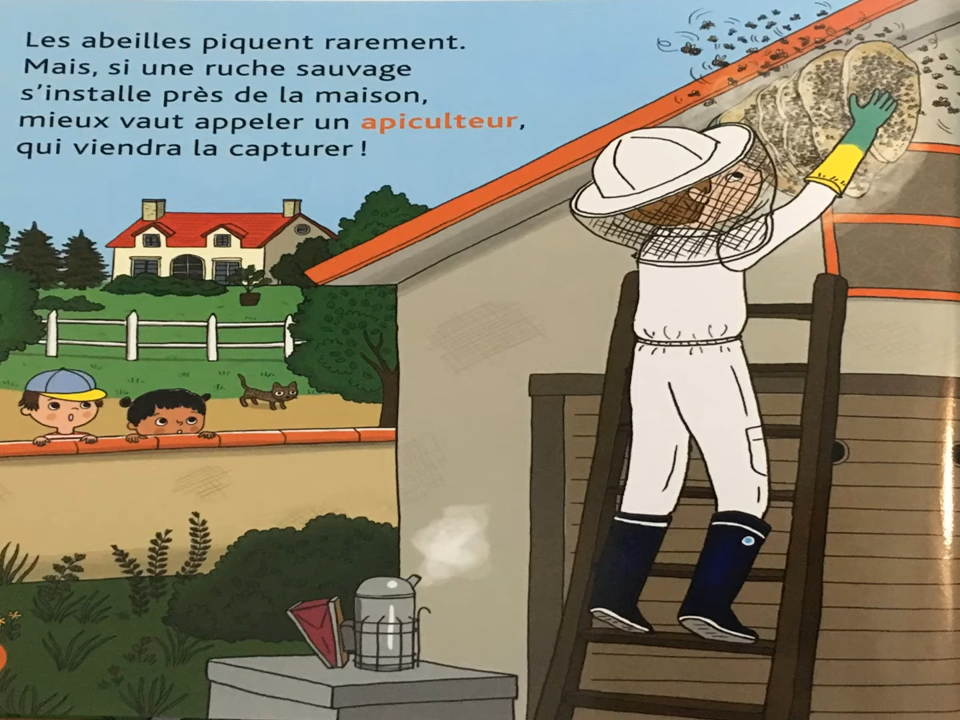 Les abeilles piquent rarement.
Mais, si une ruche sauvage
s'installe près de la maison,
mieux vaut appeler un apiculteur,
qui viendra la capturer !